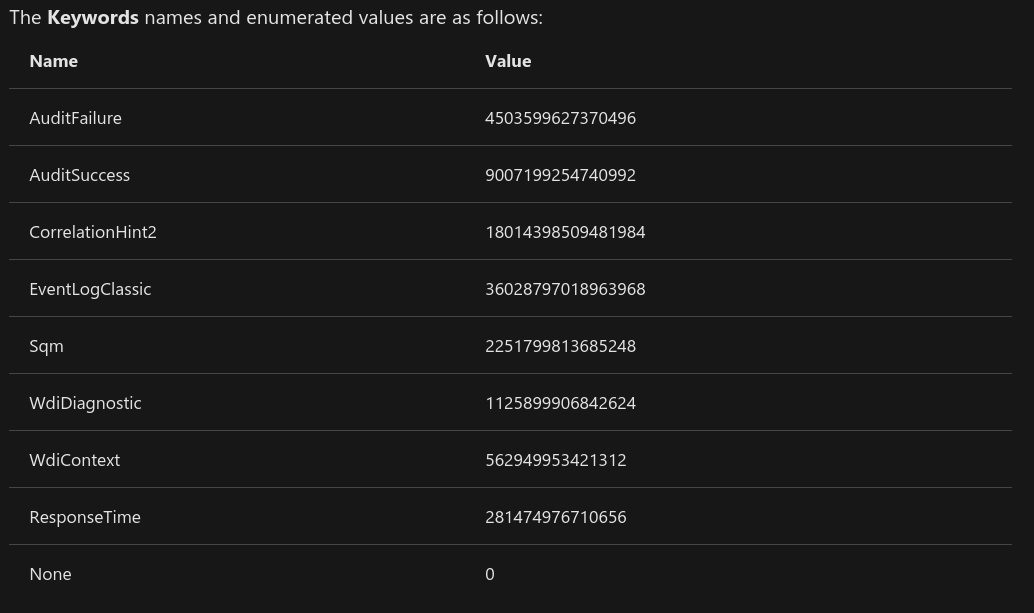 The Keywords names and enumerated values are as follows:
Name Value
AuditFailure 4503599627370496
AuditSuccess 9007199254740992
CorrelationHint2 18014398509481984
EventLogClassic 36028797018963968
Sqm 2251799813685248
WdiDiagnostic 1125899906842624
WdiContext 562949953421312
ResponseTime 281474976710656
None 0